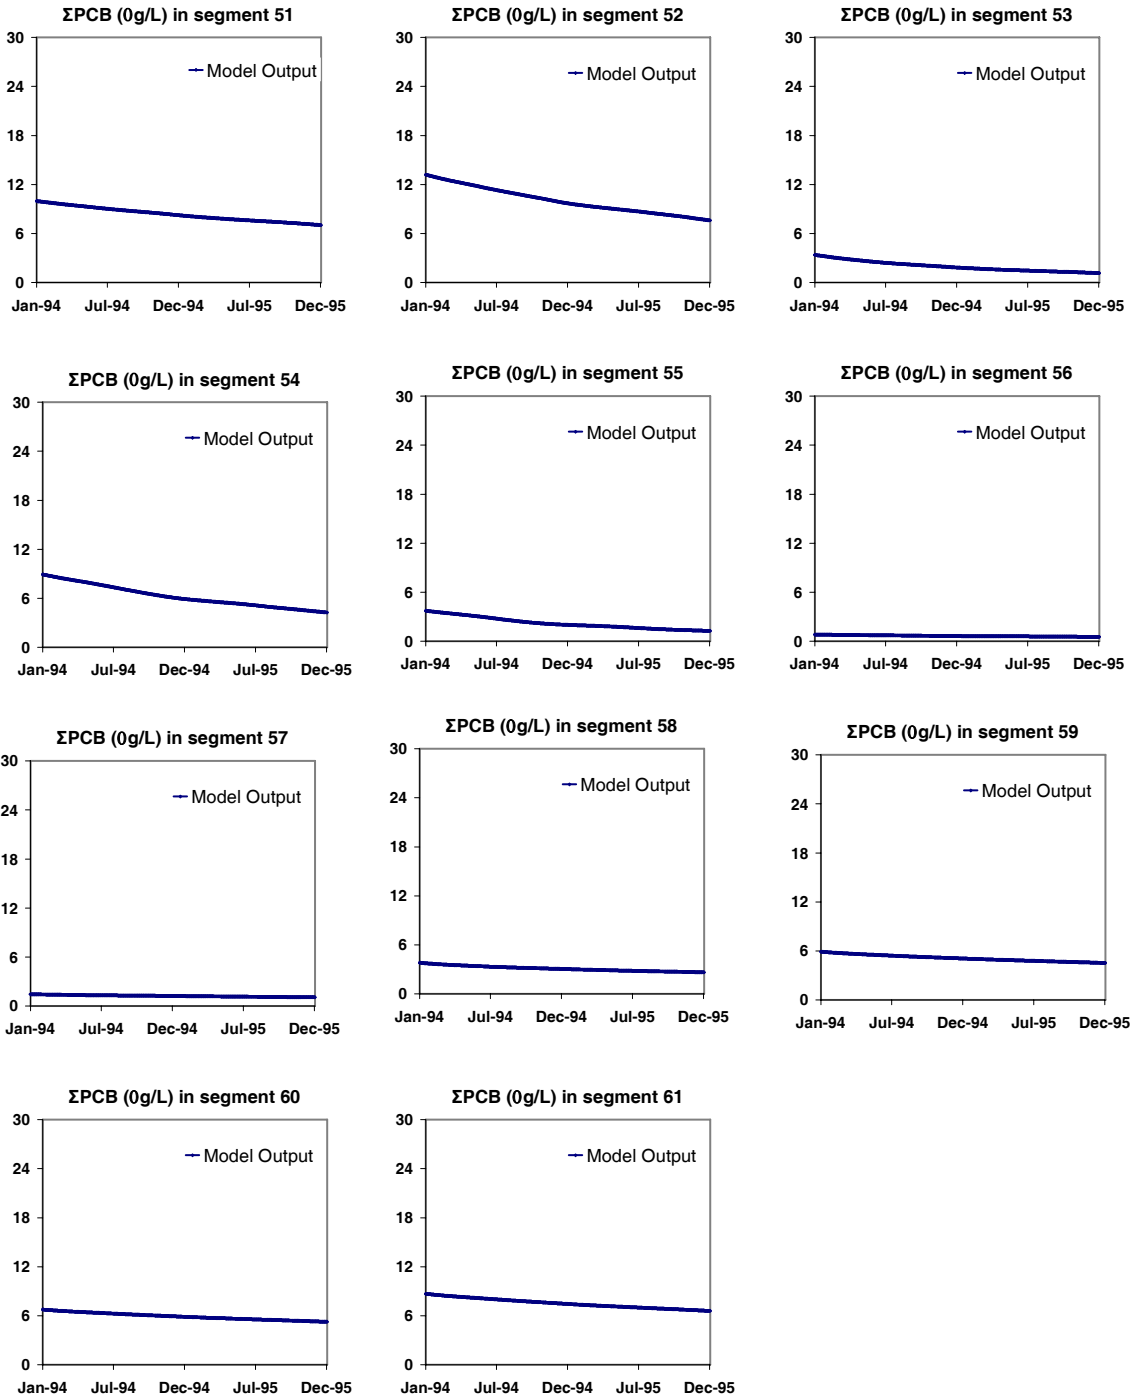 ΣPCB (0g/L) in segment 51
30
24
18
12
6
0
Model Output
Jan-94 Jul-94 Dec-94 Jul-95 Dec-95
ΣPCB (0g/L) in segment 52
30
24
18
12
6
0
Model Output
Jan-94 Jul-94 Dec-94 Jul-95 Dec-95
ΣPCB (0g/L) in segment 53
30
24
18
12
6
0
Model Output
Jan-94 Jul-94 Dec-94 Jul-95 Dec-95
ΣPCB (0g/L) in segment 54
30
24
18
12
6
0
Model Output
Jan-94 Jul-94 Dec-94 Jul-95 Dec-95
ΣPCB (0g/L) in segment 55
30
24
18
12
6
0
Model Output
Jan-94 Jul-94 Dec-94 Jul-95 Dec-95
ΣPCB (0g/L) in segment 56
30
24
18
12
6
0
Model Output
Jan-94 Jul-94 Dec-94 Jul-95 Dec-95
ΣPCB (0g/L) in segment 57
30
24
18
12
6
0
Model Output
Jan-94 Jul-94 Dec-94 Jul-95 Dec-95
ΣPCB (0g/L) in segment 58
30
24
18
12
6
0
Model Output
Jan-94 Jul-94 Dec-94 Jul-95 Dec-95
ΣPCB (0g/L) in segment 59
30
24
18
12
6
0
Model Output
Jan-94 Jul-94 Dec-94 Jul-95 Dec-95
ΣPCB (0g/L) in segment 60
30
24
18
12
6
0
Model Output
Jan-94 Jul-94 Dec-94 Jul-95 Dec-95
ΣPCB (0g/L) in segment 61
30
24
18
12
6
0
Model Output
Jan-94 Jul-94 Dec-94 Jul-95 Dec-95